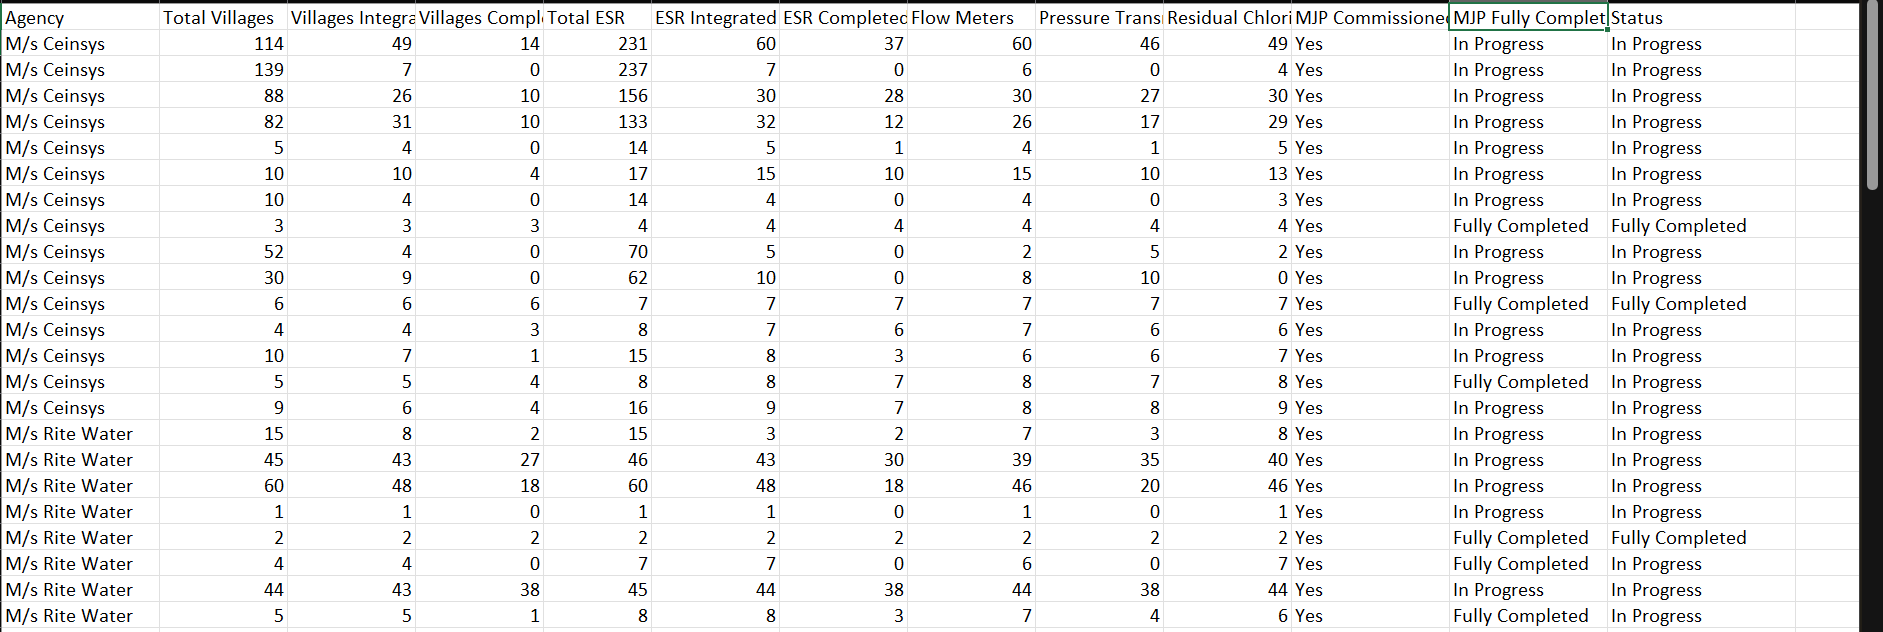 Agency Total Villages Villages Integra Villages Compl Total ESR ESR Integrated ESR Completed Flow Meters Pressure Trans Residual Chlori MJP Commissioned MJP Fully Complet Status
M/s Ceinsys 114 49 14 231 60 37 60 46 49 Yes In Progress In Progress
M/s Ceinsys 139 7 0 237 7 0 6 0 4 Yes In Progress In Progress
M/s Ceinsys 88 26 10 156 30 28 30 27 30 Yes In Progress In Progress
M/s Ceinsys 82 31 10 133 32 12 26 17 29 Yes In Progress In Progress
M/s Ceinsys 5 4 0 14 5 1 4 1 5 Yes In Progress In Progress
M/s Ceinsys 10 10 4 17 15 10 15 10 13 Yes In Progress In Progress
M/s Ceinsys 10 4 0 14 4 0 4 0 3 Yes In Progress In Progress
M/s Ceinsys 3 3 3 4 4 4 4 4 4 Yes Fully Completed Fully Completed
M/s Ceinsys 52 4 0 70 5 0 2 5 2 Yes In Progress In Progress
M/s Ceinsys 30 9 0 62 10 0 8 10 0 Yes In Progress In Progress
M/s Ceinsys 6 6 6 7 7 7 7 7 7 Yes Fully Completed Fully Completed
M/s Ceinsys 4 4 3 8 7 6 7 6 6 Yes In Progress In Progress
M/s Ceinsys 10 7 1 15 8 3 6 6 7 Yes In Progress In Progress
M/s Ceinsys 5 5 4 8 8 7 8 7 8 Yes Fully Completed In Progress
M/s Ceinsys 9 6 4 16 9 7 8 8 9 Yes In Progress In Progress
M/s Rite Water 15 8 2 15 3 2 7 3 8 Yes In Progress In Progress
M/s Rite Water 45 43 27 46 43 30 39 35 40 Yes In Progress In Progress
M/s Rite Water 60 48 18 60 48 18 46 20 46 Yes In Progress In Progress
M/s Rite Water 1 1 0 1 1 0 1 0 1 Yes In Progress In Progress
M/s Rite Water 2 2 2 2 2 2 2 2 2 Yes Fully Completed Fully Completed
M/s Rite Water 4 4 0 7 7 0 6 0 7 Yes Fully Completed In Progress
M/s Rite Water 44 43 38 45 44 38 44 38 44 Yes In Progress In Progress
M/s Rite Water 5 5 1 8 8 3 7 4 6 Yes Fully Completed In Progress